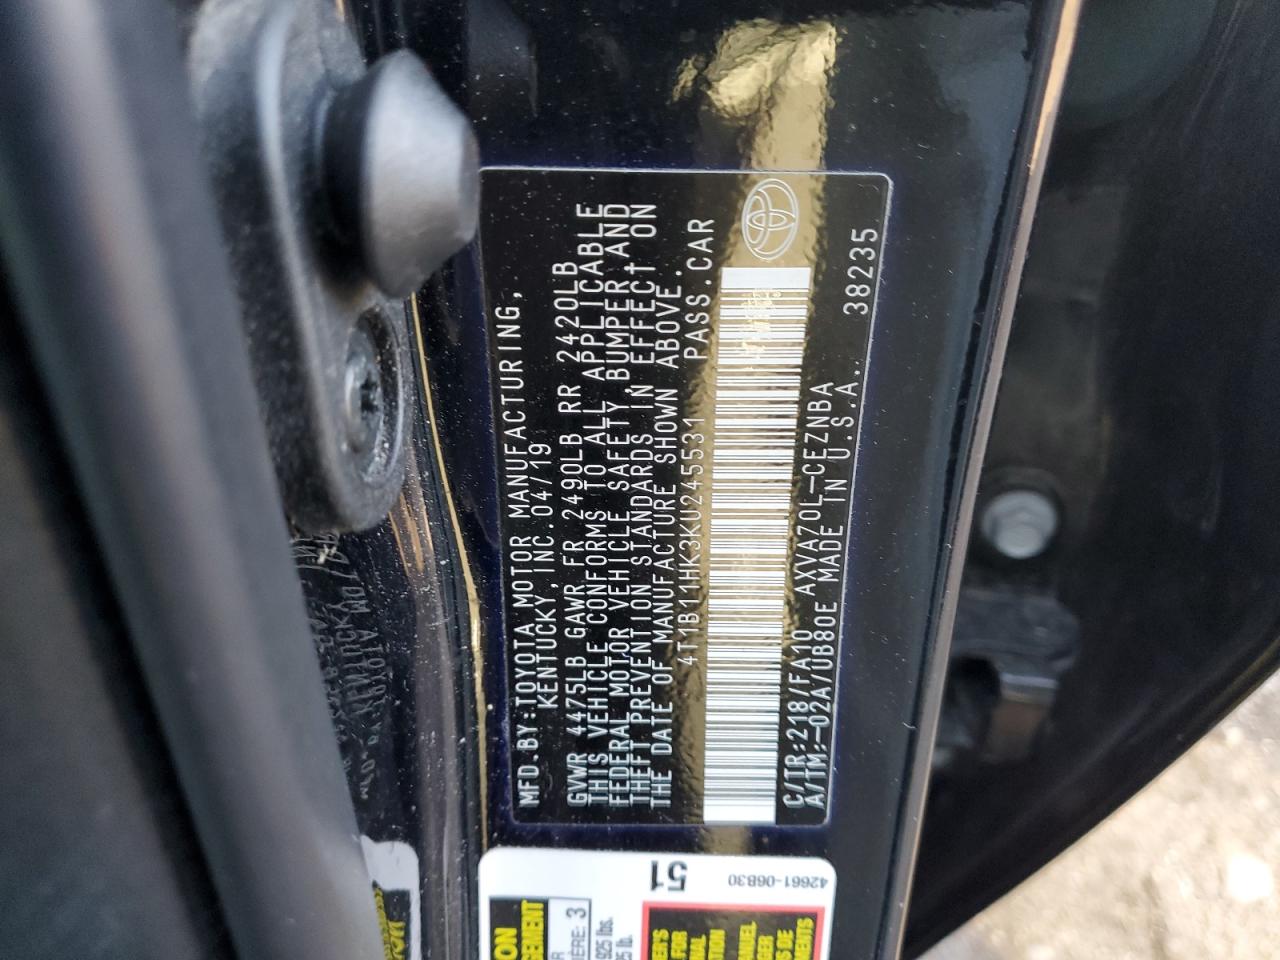 MFD.BY:TOYOTA MOTOR MANUFACTURING,
KENTUCKY, INC.04/19
GVWR 4475LB GAWR FR 2490LB RR 2420LB
THIS VEHICLE CONFORMS TO ALL APPLICABLE
FEDERAL MOTOR VEHICLE SAFETY,BUMPER,AND
THEFT PREVENTION STANDARDS IN EFFECT ON
THE DATE OF MANUFACTURE SHOWN ABOVE.
4T1B11HK3KU245531 PASS.CAR
C/TR:218/FA10 AXVA70L-CEZNBA
A/TM:-02A/UB80E MADE IN U.S.A. 38235
51
42661-06B30
3
925 lbs.